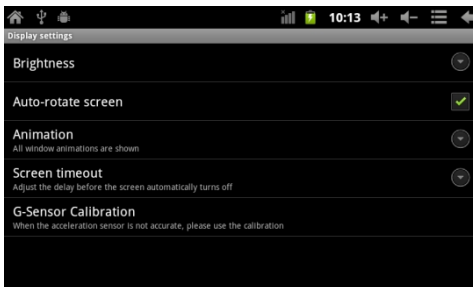 10:13
Display settings
Brightness
Auto-rotate screen
Animation
All window animations are shown
Screen timeout
Adjust the delay before the screen automatically turns off
G-Sensor Calibration
When the acceleration sensor is not accurate, please use the calibration